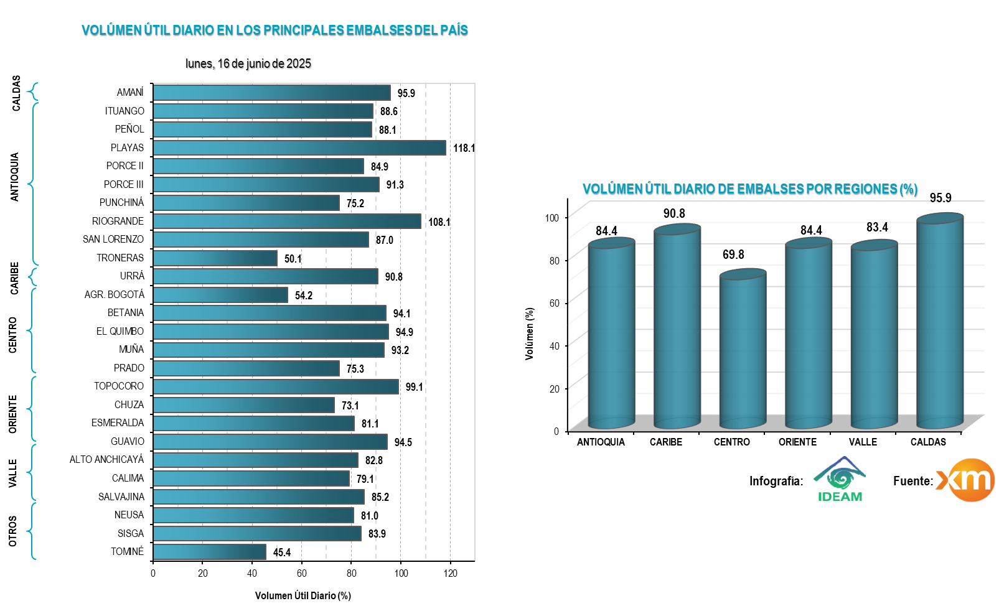 VOLÚMEN ÚTIL DIARIO EN LOS PRINCIPALES EMBALSES DEL PAÍS
lunes, 16 de junio de 2025
CALDAS
ANTIOQUIA
CARIBE
CENTRO
ORIENTE
VALLE
OTROS
AMANÍ 95.9
ITUANGO 88.6
PEÑOL 88.1
PLAYAS 118.1
PORCE II 84.9
PORCE III 91.3
PUNCHINÁ 75.2
RIOGRANDE 108.1
SAN LORENZO 87.0
TRONERAS 50.1
URRÁ 90.8
AGR. BOGOTÁ 54.2
BETANIA 94.1
EL QUIMBO 94.9
MUÑA 93.2
PRADO 75.3
TOPOCORO 99.1
CHUZA 73.1
ESMERALDA 81.1
GUAVIO 94.5
ALTO ANCHICAYÁ 82.8
CALIMA 79.1
SALVAJINA 85.2
NEUSA 81.0
SISGA 83.9
TOMINÉ 45.4
0 20 40 60 80 100 120
Volumen Útil Diario (%)
VOLÚMEN ÚTIL DIARIO DE EMBALSES POR REGIONES (%)
Volúmen (%)
100
80
60
40
20
0
84.4 90.8 69.8 84.4 83.4 95.9
ANTIOQUIA CARIBE CENTRO ORIENTE VALLE CALDAS
Infografía: IDEAM Fuente: xm